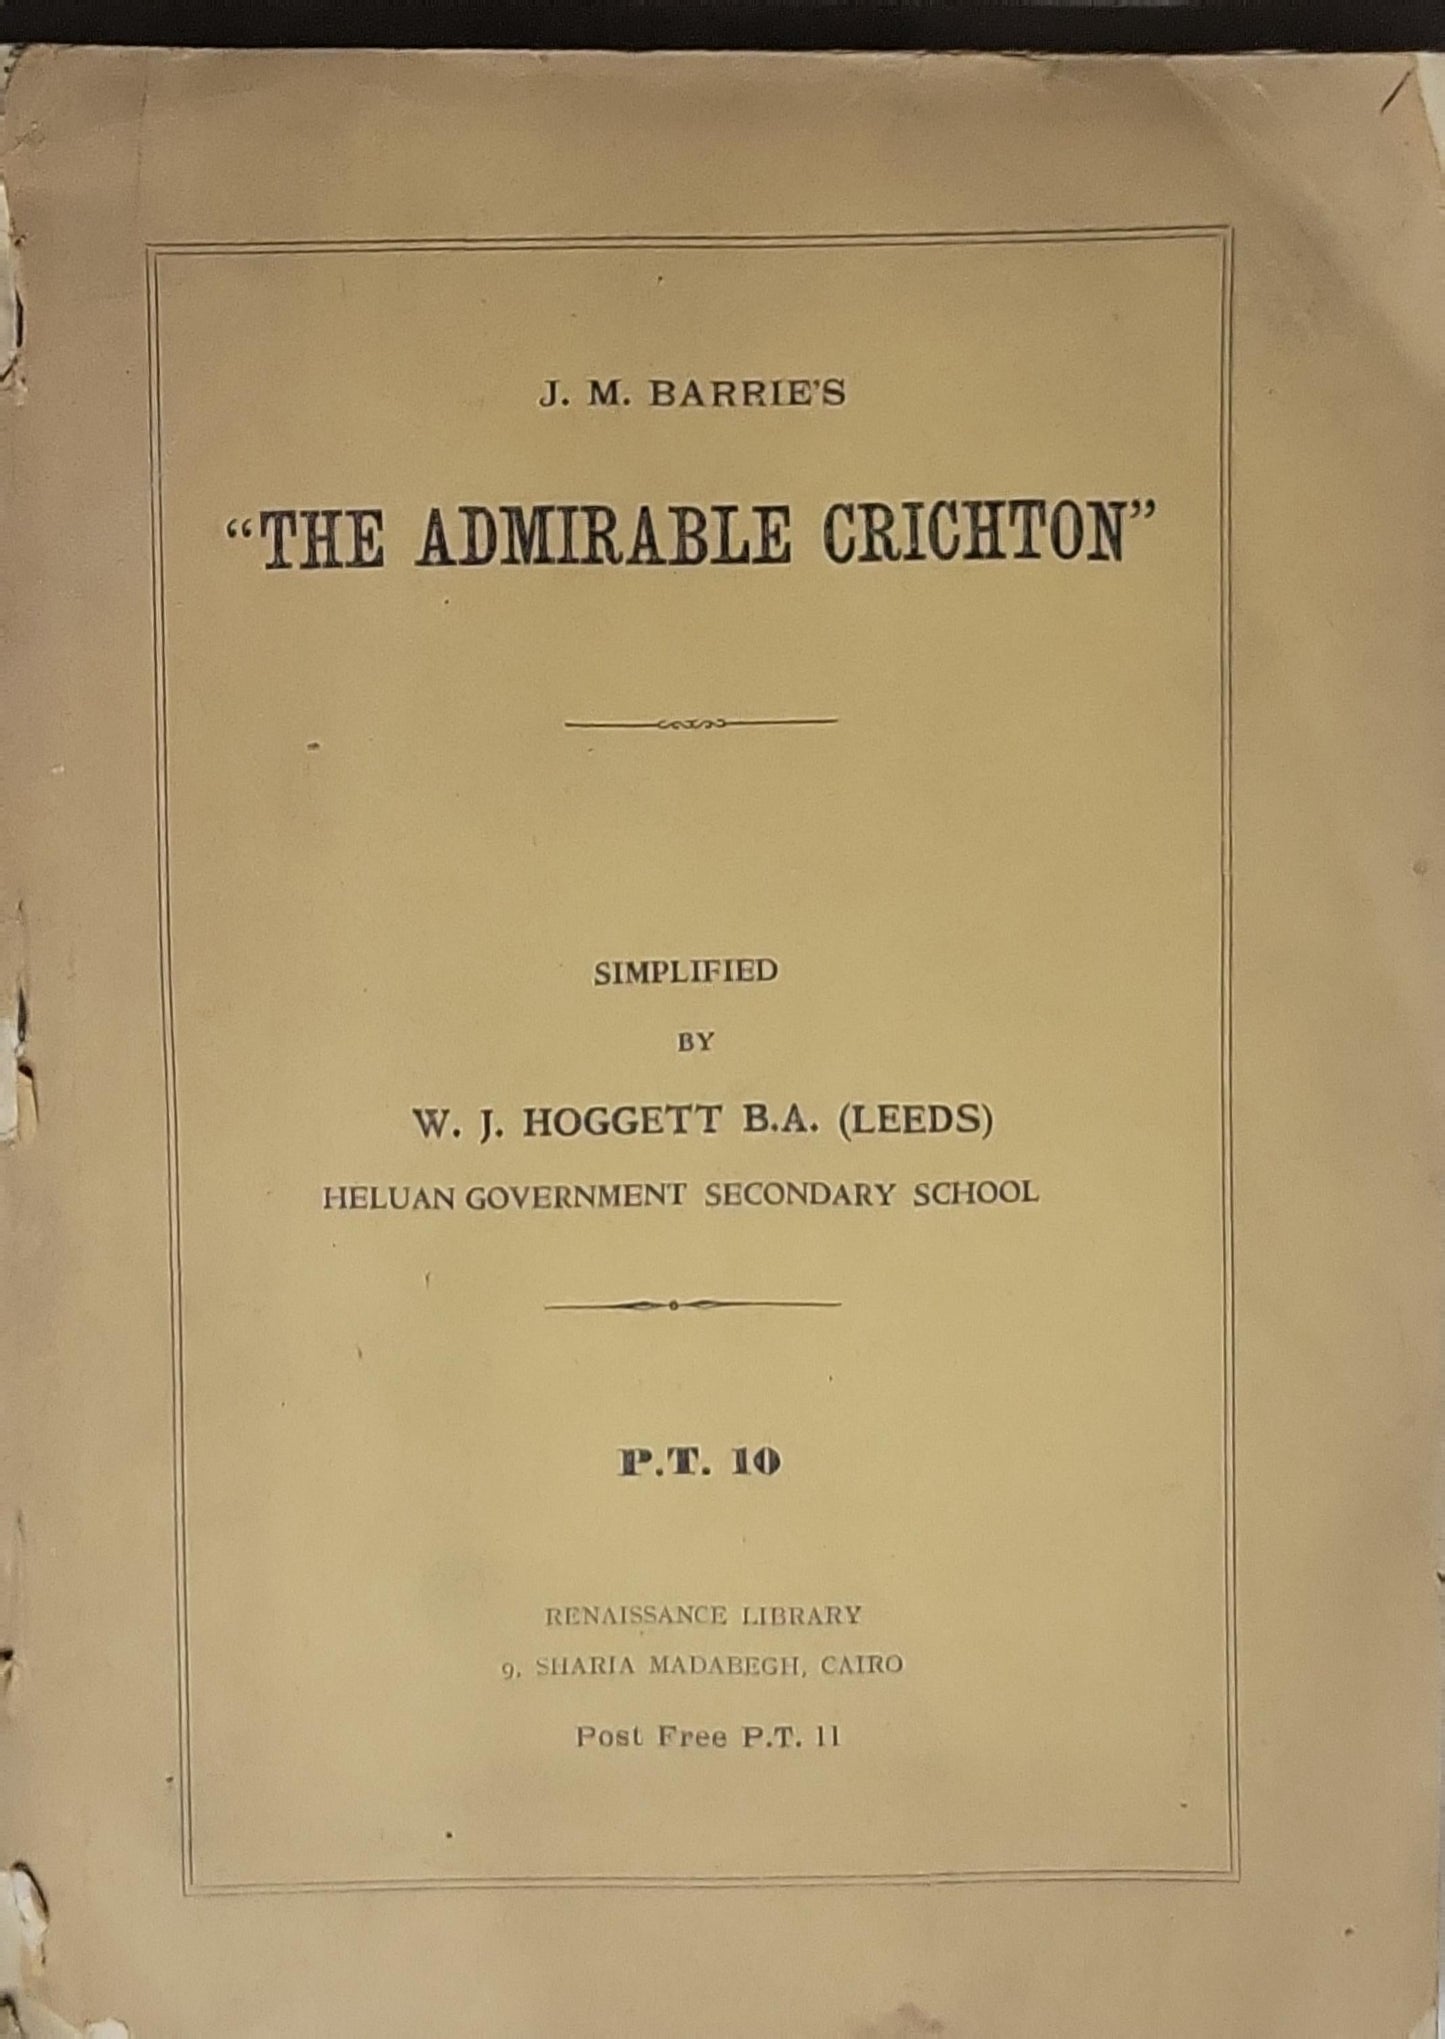 J. M. BARRIE'S
“THE ADMIRABLE CRICHTON”
SIMPLIFIED
BY
W. J. HOGGETT B.A. (LEEDS)
HELUAN GOVERNMENT SECONDARY SCHOOL
P.T. 10
RENAISSANCE LIBRARY
9, SHARIA MADABEGH, CAIRO
Post Free P.T. 11